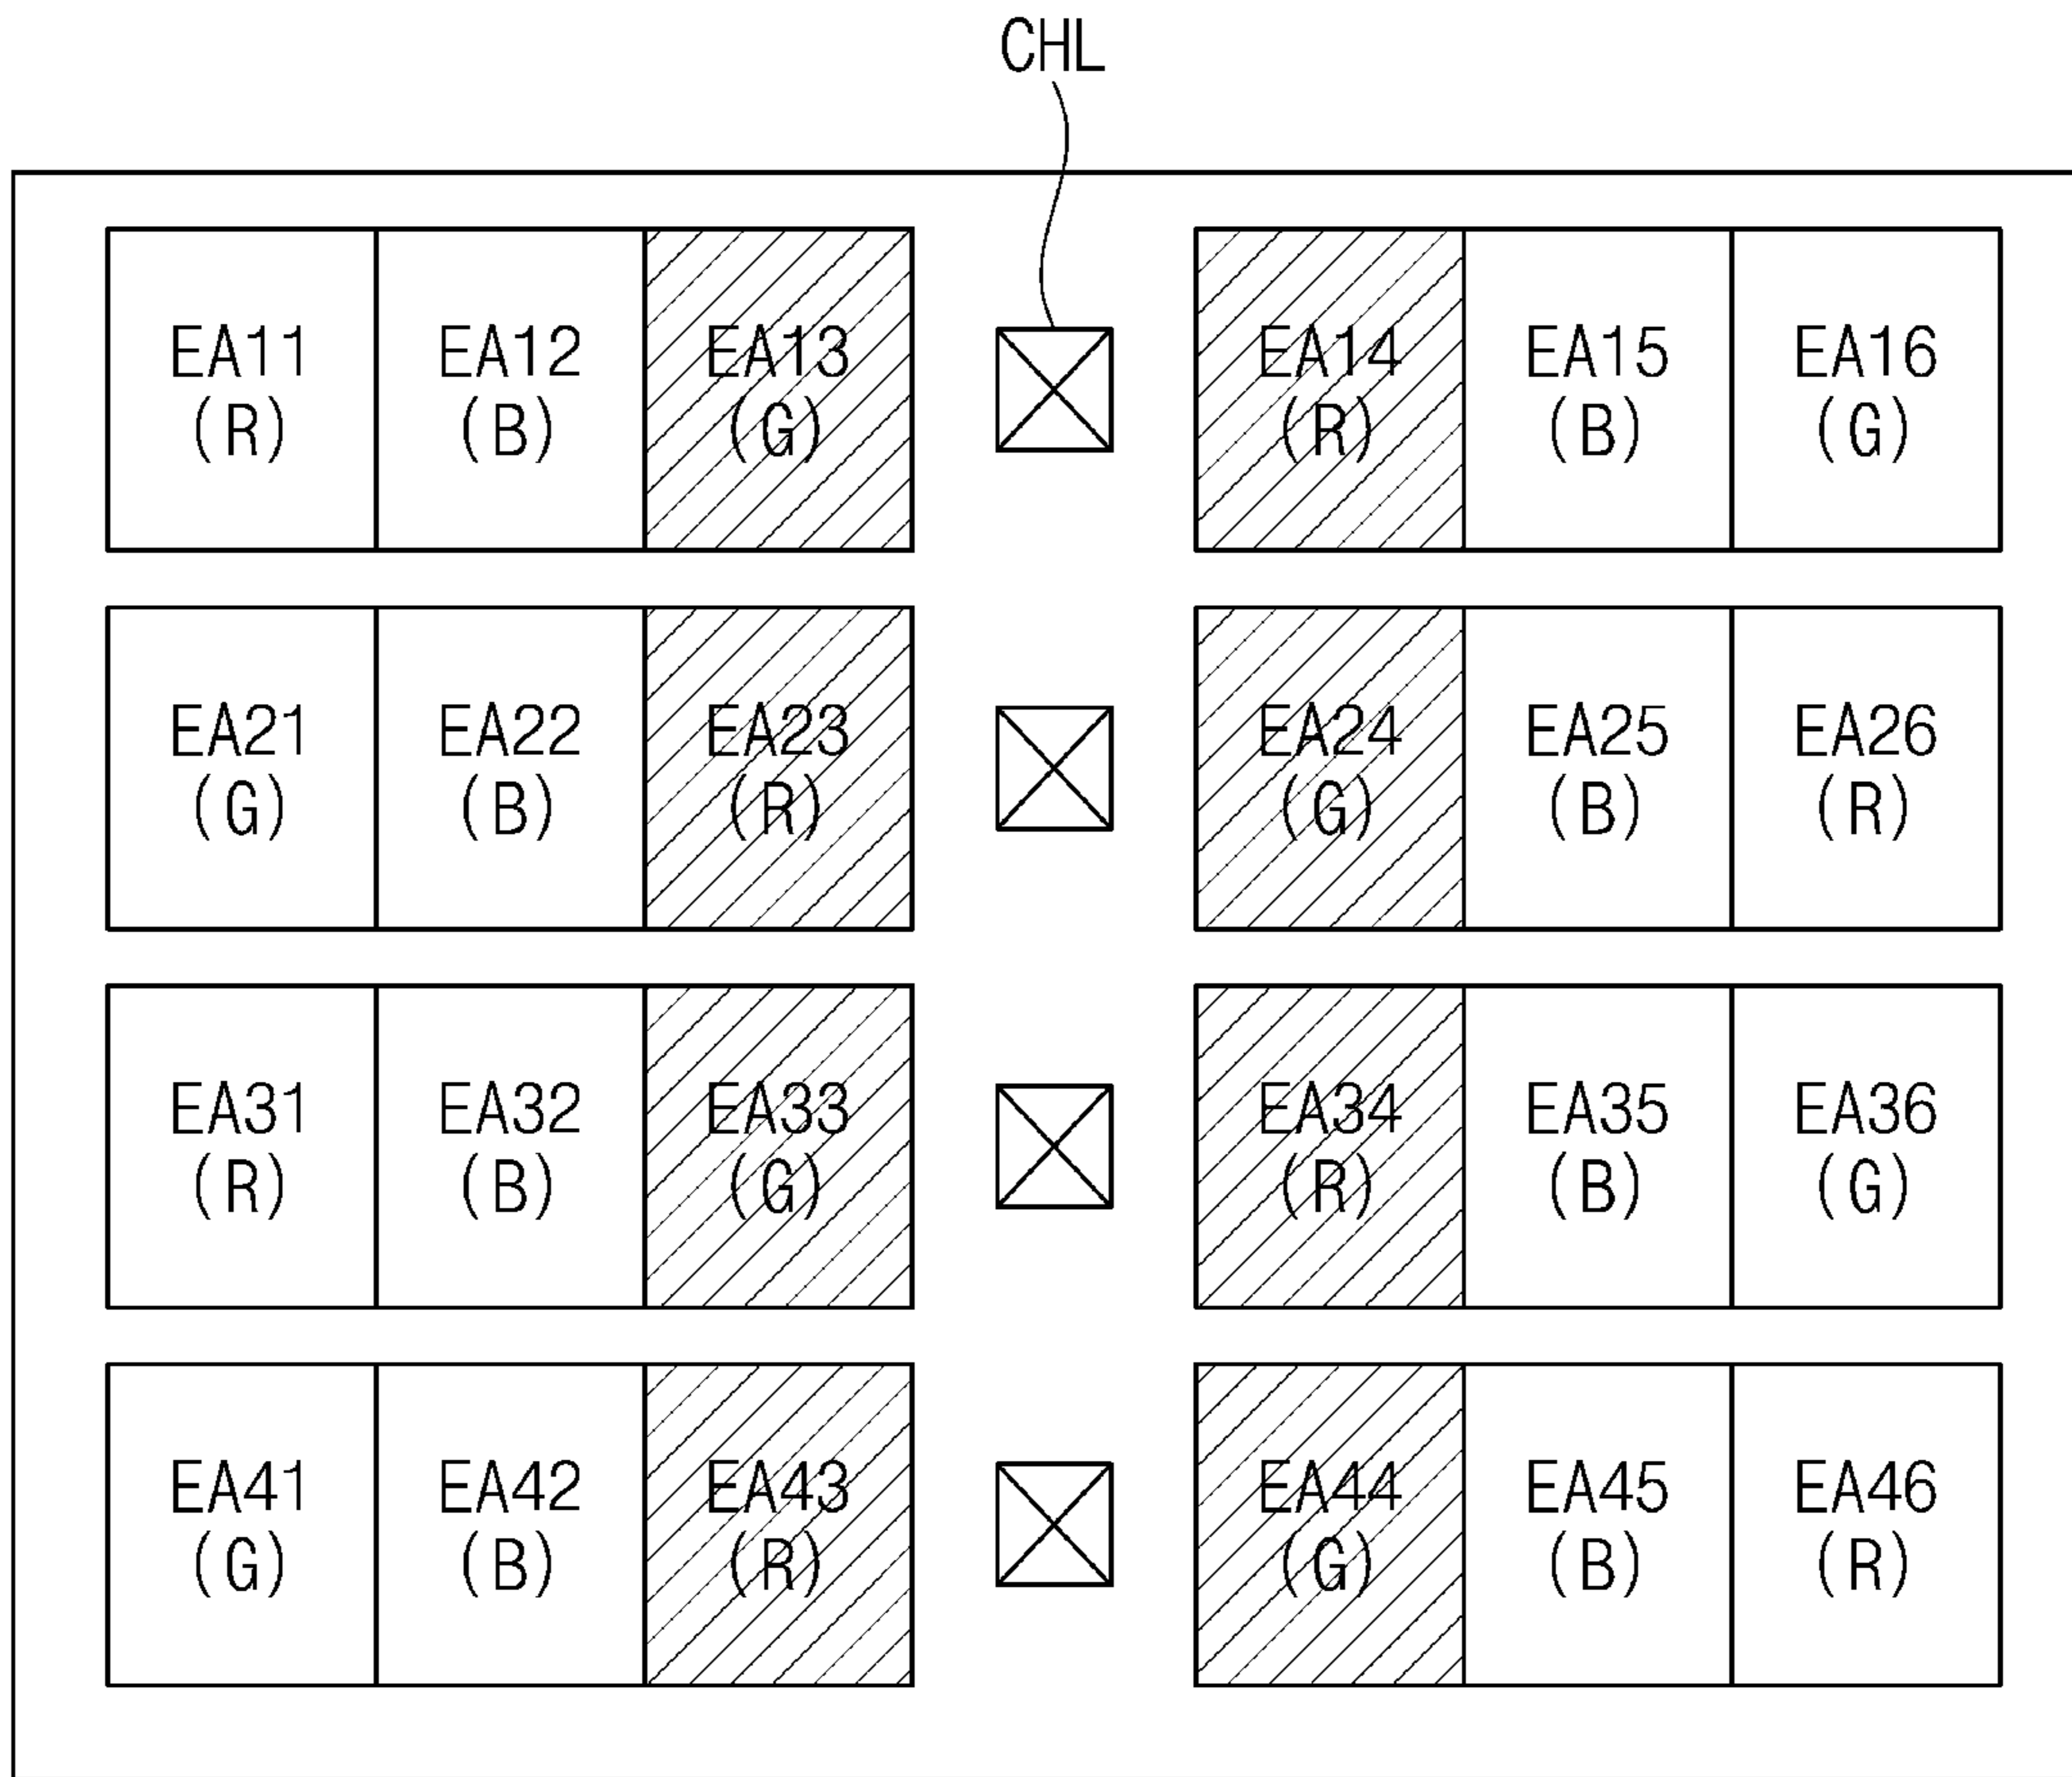 CHL
EA11 EA12 EA13 EA14 EA15 EA16
(R) (B) (G) (R) (B) (G)
EA21 EA22 EA23 EA24 EA25 EA26
(G) (B) (R) (G) (B) (R)
EA31 EA32 EA33 EA34 EA35 EA36
(R) (B) (G) (R) (B) (G)
EA41 EA42 EA43 EA44 EA45 EA46
(G) (B) (R) (G) (B) (R)